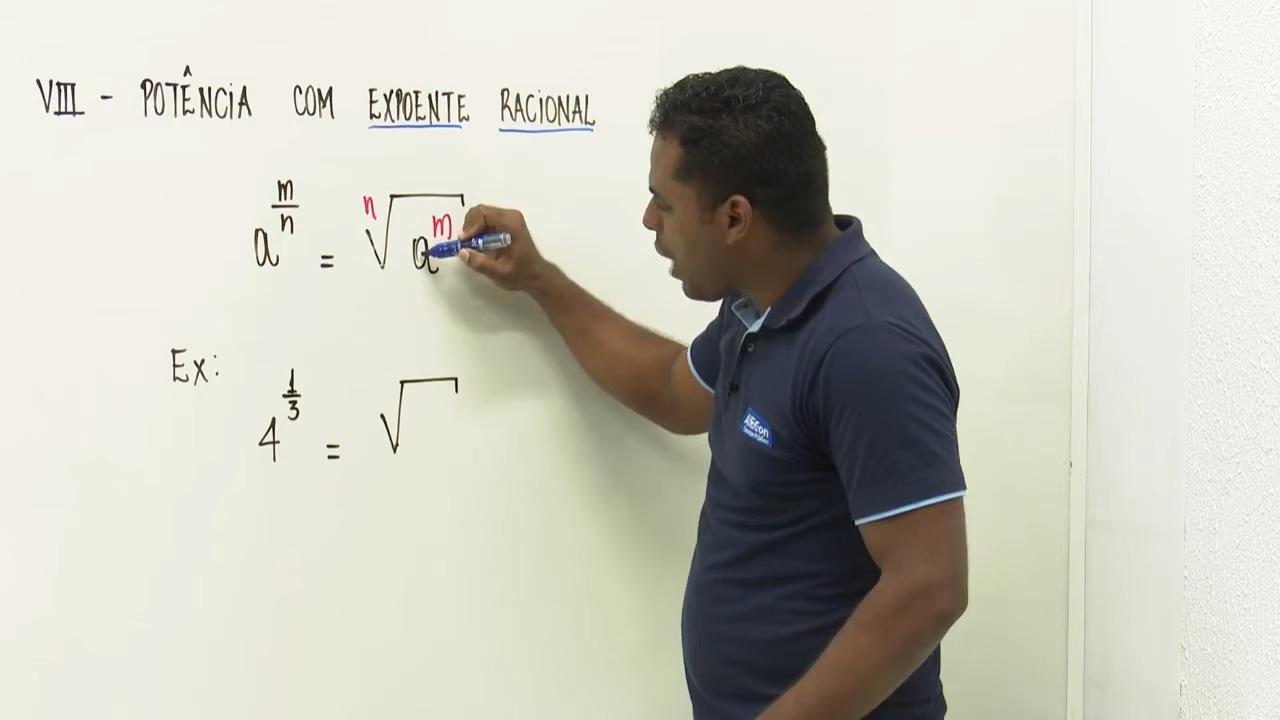 VIII - POTÊNCIA COM EXPOENTE RACIONAL
a^(m/n) = ⁿ√(a^m)
Ex:
4^(1/3) = √